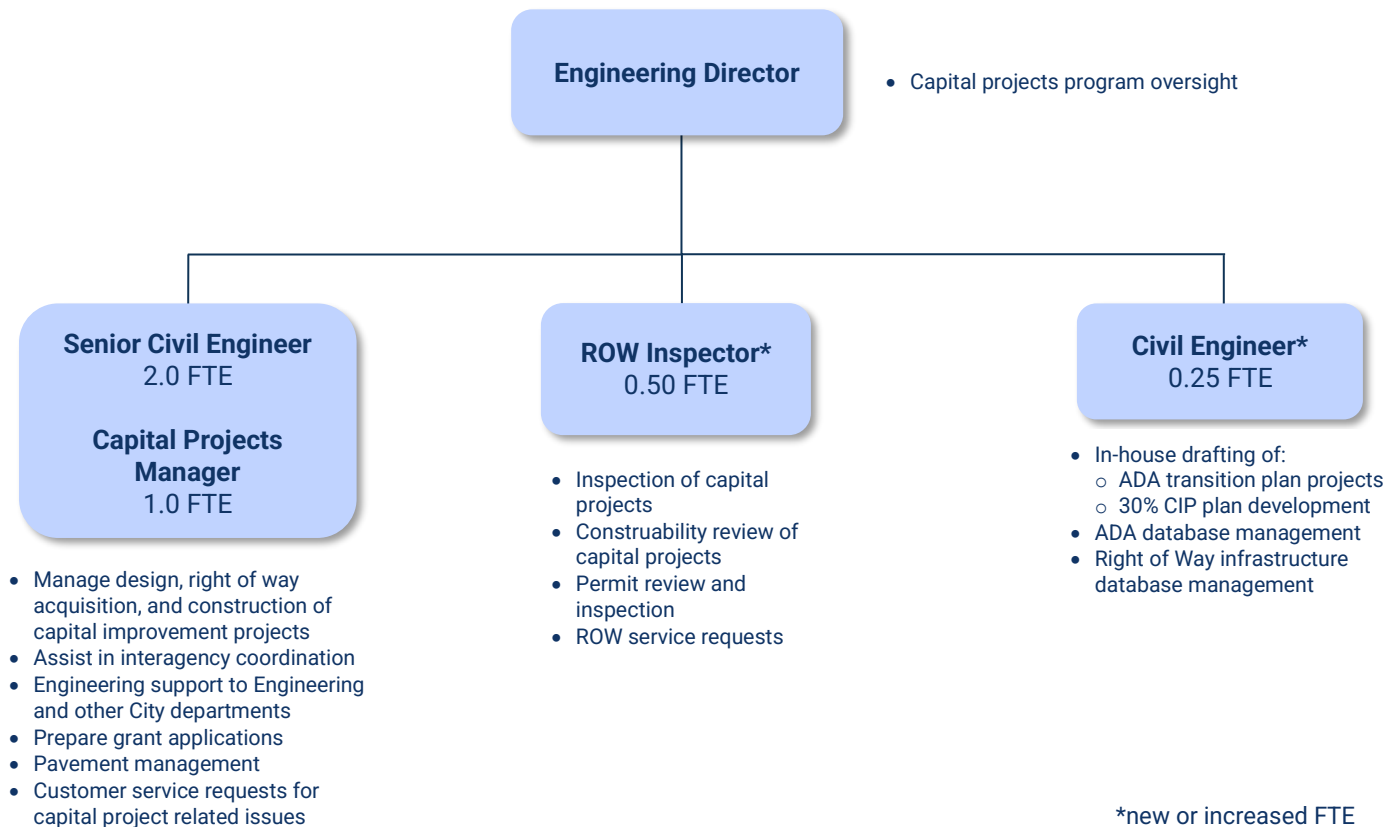 Engineering Director
• Capital projects program oversight
Senior Civil Engineer
2.0 FTE
Capital Projects
Manager
1.0 FTE
• Manage design, right of way
acquisition, and construction of
capital improvement projects
• Assist in interagency coordination
• Engineering support to Engineering
and other City departments
• Prepare grant applications
• Pavement management
• Customer service requests for
capital project related issues
ROW Inspector*
0.50 FTE
• Inspection of capital
projects
• Construability review of
capital projects
• Permit review and
inspection
• ROW service requests
Civil Engineer*
0.25 FTE
• In-house drafting of:
o ADA transition plan projects
o 30% CIP plan development
• ADA database management
• Right of Way infrastructure
database management
*new or increased FTE